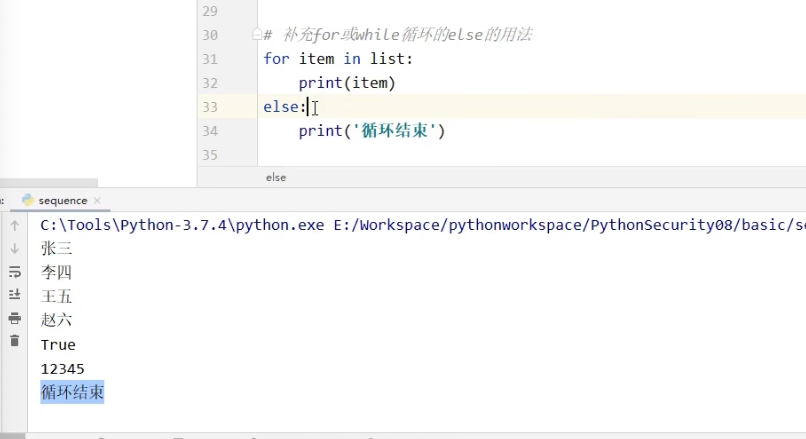 29
30 # 补充for或while循环的else的用法
31 for item in list:
32 print(item)
33 else:
34 print('循环结束')
35
else
sequence
C:\Tools\Python-3.7.4\python.exe E:/Workspace/pythonworkspace/PythonSecurity08/basic/s
张三
李四
王五
赵六
True
12345
循环结束